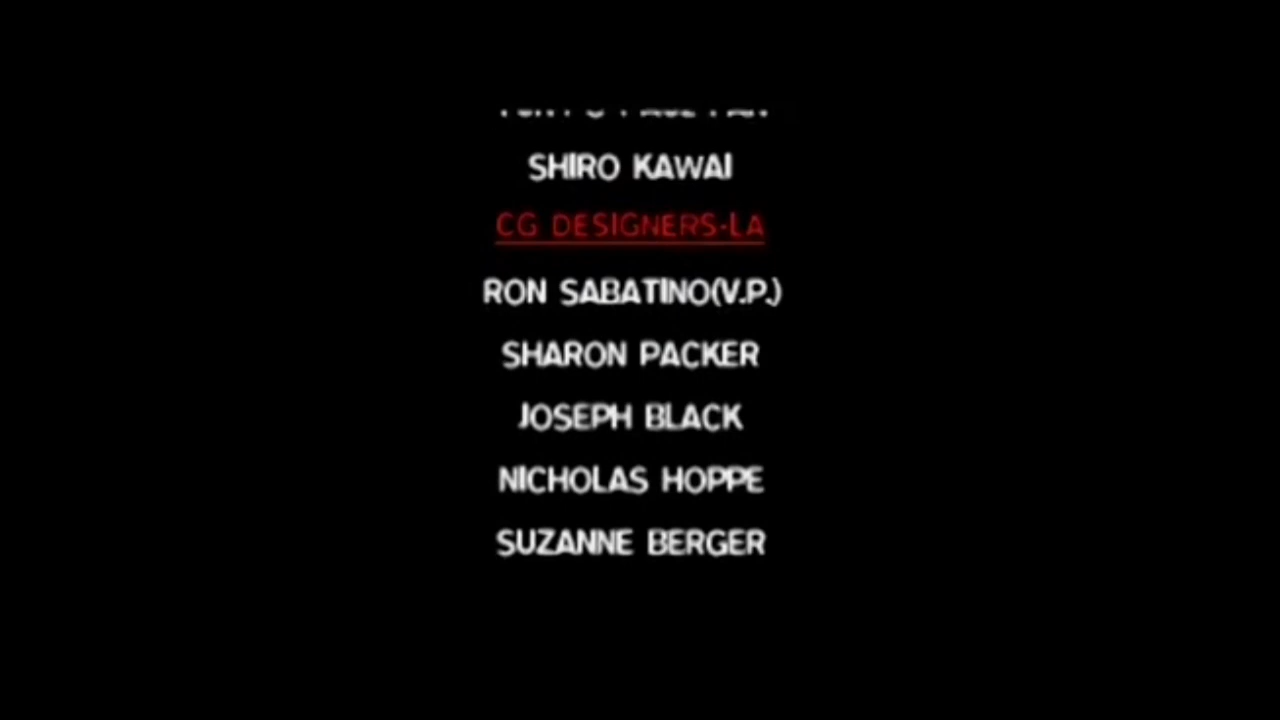 SHIRO KAWAI
CG DESIGNERS-LA
RON SABATINO(V.P.)
SHARON PACKER
JOSEPH BLACK
NICHOLAS HOPPE
SUZANNE BERGER